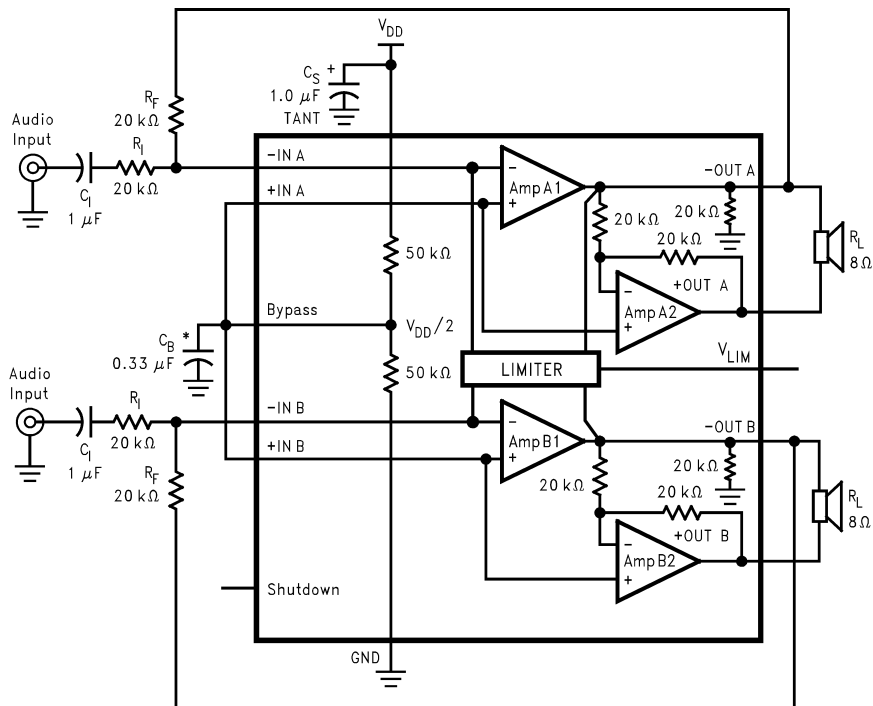 V_DD
C_S +
1.0 µF
TANT
R_F
20 kΩ
Audio
Input
R_I
20 kΩ
C_I
1 µF
-IN A
+IN A
-
Amp A1
+
-OUT A
20 kΩ
20 kΩ
20 kΩ
R_L
8Ω
50 kΩ
+OUT A
-
Amp A2
+
Bypass
V_DD/2
C_B *
0.33 µF
50 kΩ
LIMITER
V_LIM
Audio
Input
R_I
20 kΩ
C_I
1 µF
-IN B
+IN B
-
Amp B1
+
-OUT B
R_F
20 kΩ
20 kΩ
20 kΩ
20 kΩ
R_L
8Ω
+OUT B
-
Amp B2
+
Shutdown
GND